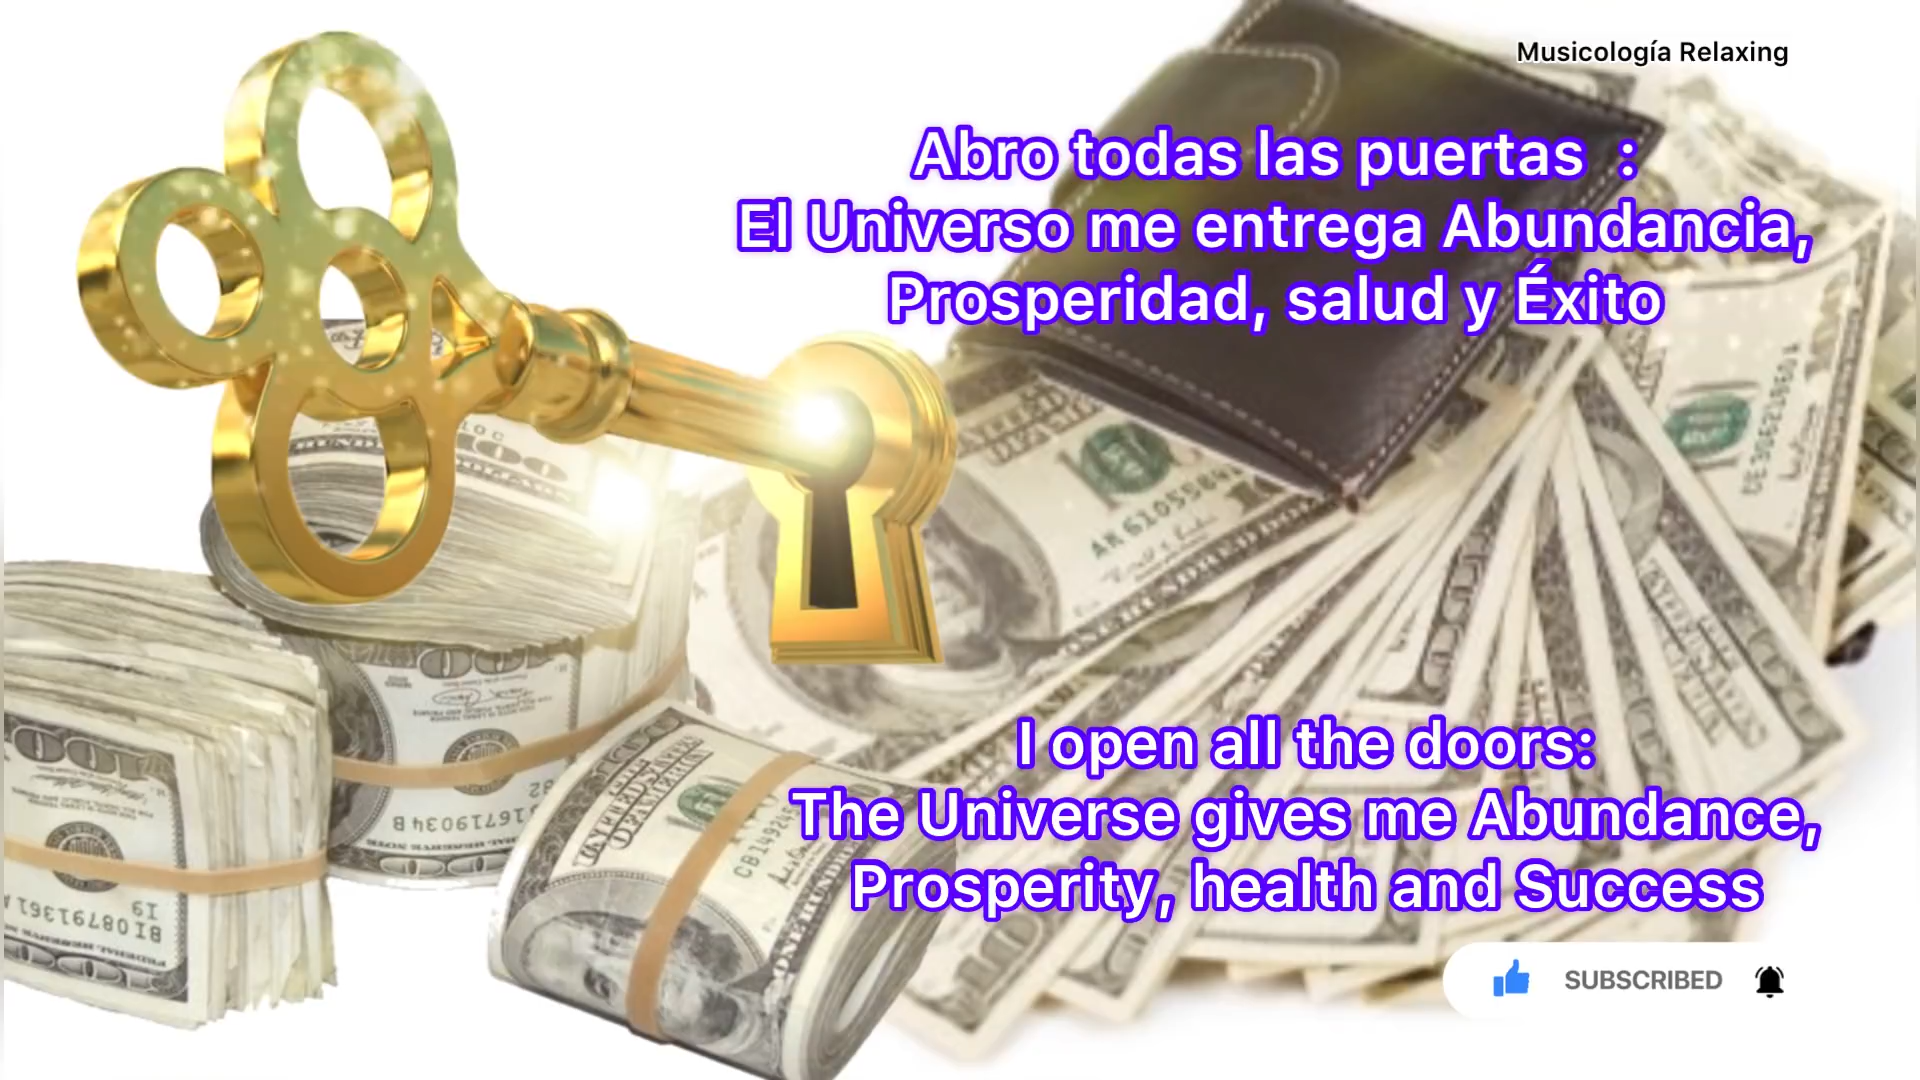 Musicología Relaxing
Abro todas las puertas :
El Universo me entrega Abundancia,
Prosperidad, salud y Éxito
I open all the doors:
The Universe gives me Abundance,
Prosperity, health and Success
SUBSCRIBED